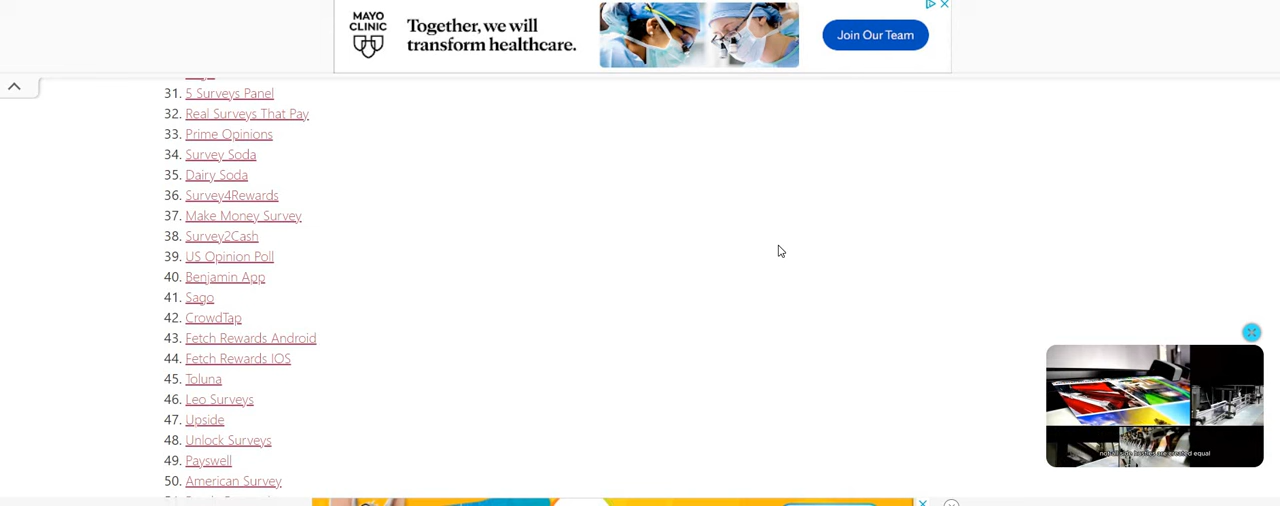 MAYO
CLINIC
Together, we will
transform healthcare.
Join Our Team
31. 5 Surveys Panel
32. Real Surveys That Pay
33. Prime Opinions
34. Survey Soda
35. Dairy Soda
36. Survey4Rewards
37. Make Money Survey
38. Survey2Cash
39. US Opinion Poll
40. Benjamin App
41. Sago
42. CrowdTap
43. Fetch Rewards Android
44. Fetch Rewards IOS
45. Toluna
46. Leo Surveys
47. Upside
48. Unlock Surveys
49. Payswell
50. American Survey
created equal